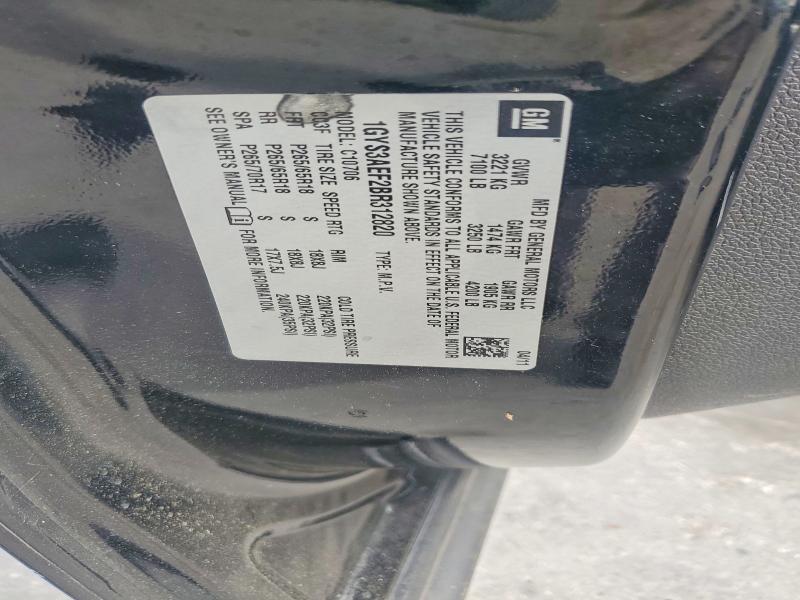 GM
MFD BY GENERAL MOTORS LLC 04/11
GVWR GAWR FRT GAWR RR
3221 KG 1474 KG 1905 KG
7100 LB 3250 LB 4200 LB
THIS VEHICLE CONFORMS TO ALL APPLICABLE U.S. FEDERAL MOTOR
VEHICLE SAFETY STANDARDS IN EFFECT ON THE DATE OF
MANUFACTURE SHOWN ABOVE.
1GYS3AEF2BR312620 TYPE: M.P.V.
MODEL: C10706
TIRE SIZE SPEED RTG RIM COLD TIRE PRESSURE
FRT P265/65R18 S 18X8J 220KPA(32PSI)
RR P265/65R18 S 18X8J 220KPA(32PSI)
SPA P265/70R17 S 17X7.5J 240KPA(35PSI)
SEE OWNER'S MANUAL FOR MORE INFORMATION.